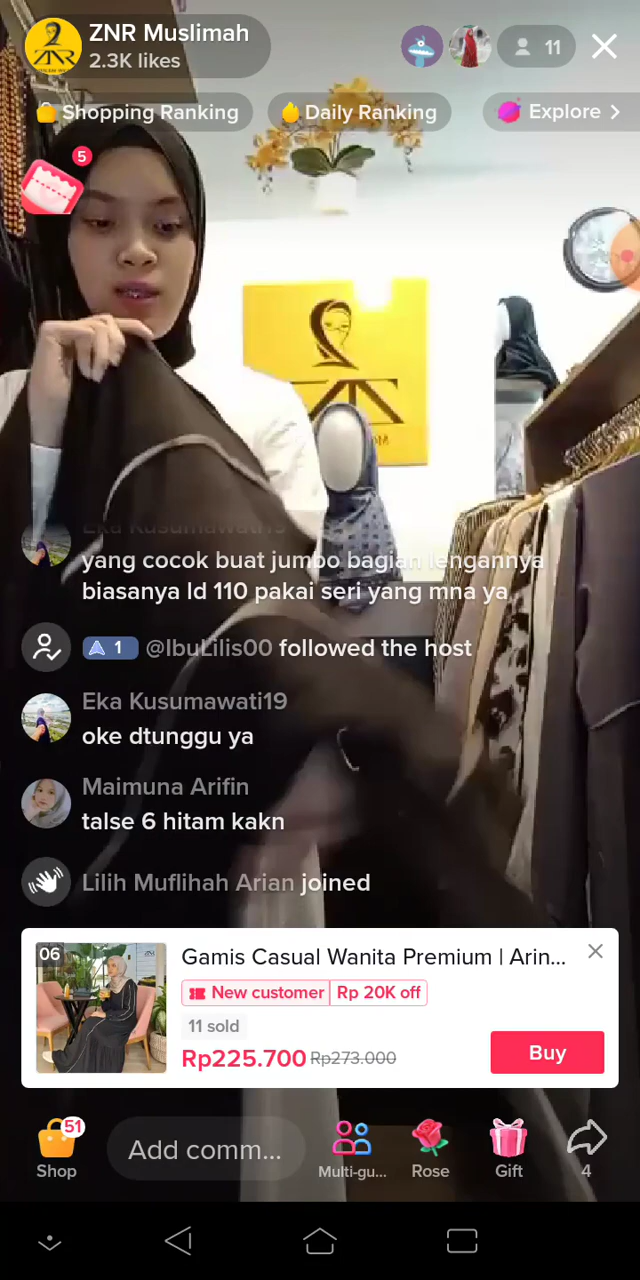 ZNR Muslimah
2.3K likes
11
Shopping Ranking
Daily Ranking
Explore
5
ZNR
Eka Kusumawati19
yang cocok buat jumbo bagian lengannya
biasanya ld 110 pakai seri yang mna ya
1 @IbuLilis00 followed the host
Eka Kusumawati19
oke dtunggu ya
Maimuna Arifin
talse 6 hitam kakn
Lilih Muflihah Arian joined
06
Gamis Casual Wanita Premium | Arin...
New customer Rp 20K off
11 sold
Rp225.700 Rp273.000
Buy
51
Shop
Add comm...
Multi-gu...
Rose
Gift
4